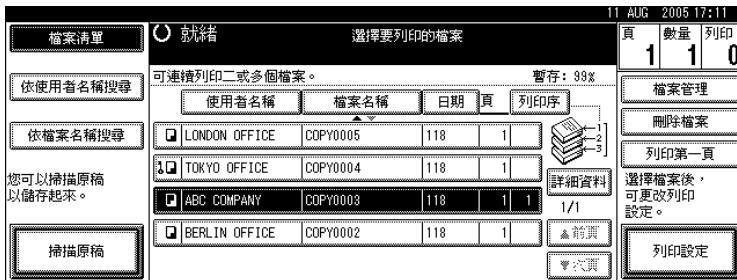 11 AUG 2005 17:11
檔案清單
就緒
選擇要列印的檔案
頁
數量
列印
1
1
0
依使用者名稱搜尋
依檔案名稱搜尋
您可以掃描原稿
以儲存起來。
掃描原稿
可連續列印二或多個檔案。
暫存: 99%
使用者名稱
檔案名稱
日期
頁
列印序
LONDON OFFICE COPY0005 118 1
TOKYO OFFICE COPY0004 118 1
ABC COMPANY COPY0003 118 1 1
BERLIN OFFICE COPY0002 118 1
1
2
3
詳細資料
1/1
▲前頁
▼次頁
檔案管理
刪除檔案
列印第一頁
選擇檔案後，
可更改列印
設定。
列印設定